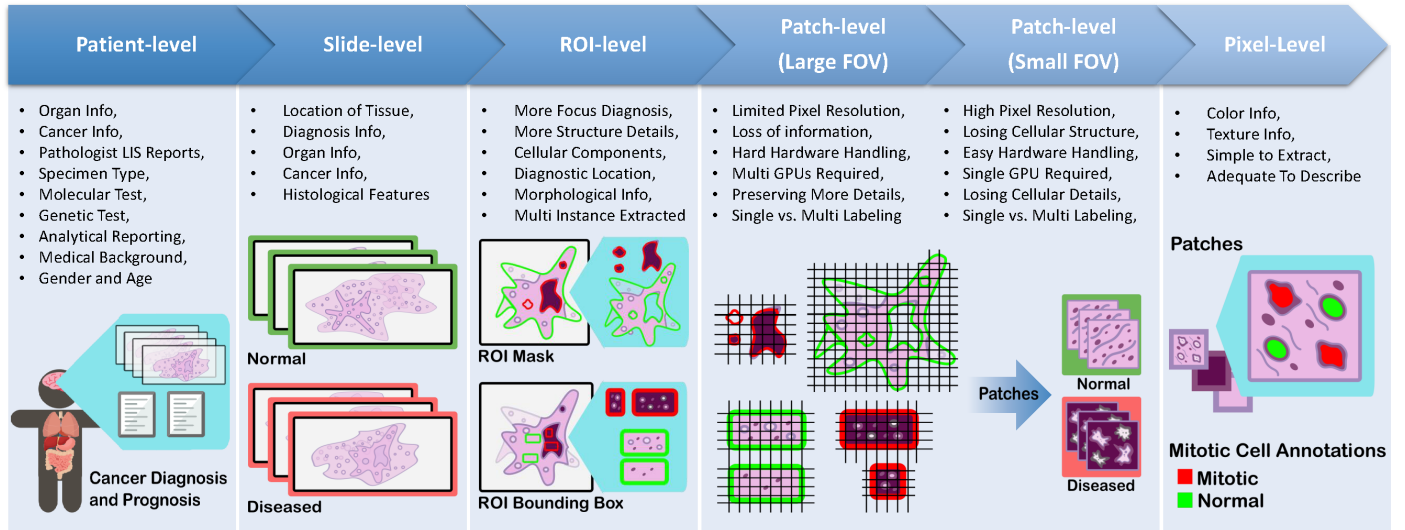 Patient-level
• Organ Info,
• Cancer Info,
• Pathologist LIS Reports,
• Specimen Type,
• Molecular Test,
• Genetic Test,
• Analytical Reporting,
• Medical Background,
• Gender and Age
Cancer Diagnosis
and Prognosis
Slide-level
• Location of Tissue,
• Diagnosis Info,
• Organ Info,
• Cancer Info,
• Histological Features
Normal
Diseased
ROI-level
• More Focus Diagnosis,
• More Structure Details,
• Cellular Components,
• Diagnostic Location,
• Morphological Info,
• Multi Instance Extracted
ROI Mask
ROI Bounding Box
Patch-level
(Large FOV)
• Limited Pixel Resolution,
• Loss of information,
• Hard Hardware Handling,
• Multi GPUs Required,
• Preserving More Details,
• Single vs. Multi Labeling
Patch-level
(Small FOV)
• High Pixel Resolution,
• Losing Cellular Structure,
• Easy Hardware Handling,
• Single GPU Required,
• Losing Cellular Details,
• Single vs. Multi Labeling,
Patches
Normal
Diseased
Pixel-Level
• Color Info,
• Texture Info,
• Simple to Extract,
• Adequate To Describe
Patches
Mitotic Cell Annotations
Mitotic
Normal